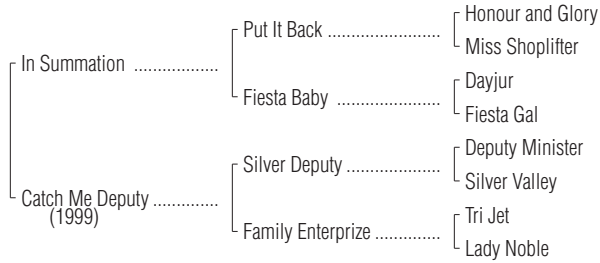 Honour and Glory
Put It Back ....................
Miss Shoplifter
In Summation ...............
Dayjur
Fiesta Baby ..................
Fiesta Gal
Deputy Minister
Silver Deputy .................
Silver Valley
Catch Me Deputy .............
(1999)
Tri Jet
Family Enterprize ............
Lady Noble